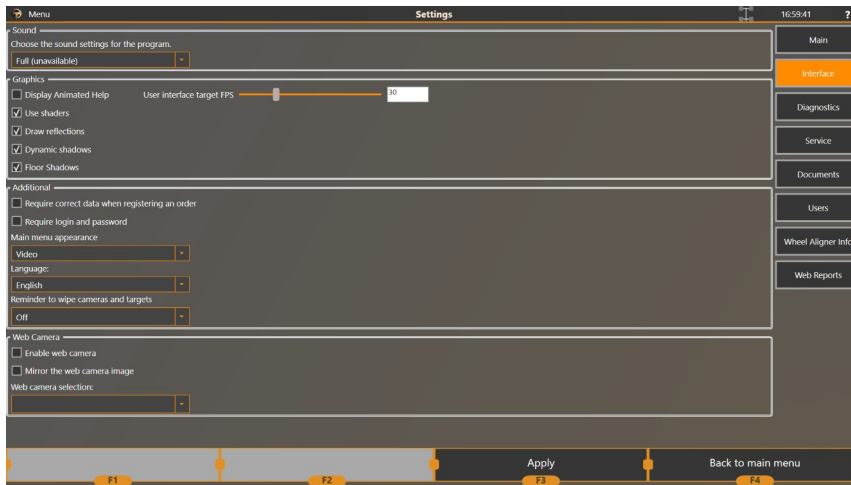 Menu
Settings
16:59:41
?
Sound
Choose the sound settings for the program.
Full (unavailable)
Graphics
Display Animated Help
User interface target FPS
30
Use shaders
Draw reflections
Dynamic shadows
Floor Shadows
Additional
Require correct data when registering an order
Require login and password
Main menu appearance
Video
Language:
English
Reminder to wipe cameras and targets
Off
Web Camera
Enable web camera
Mirror the web camera image
Web camera selection:
Main
Interface
Diagnostics
Service
Documents
Users
Wheel Aligner Info
Web Reports
F1
F2
Apply
F3
Back to main menu
F4